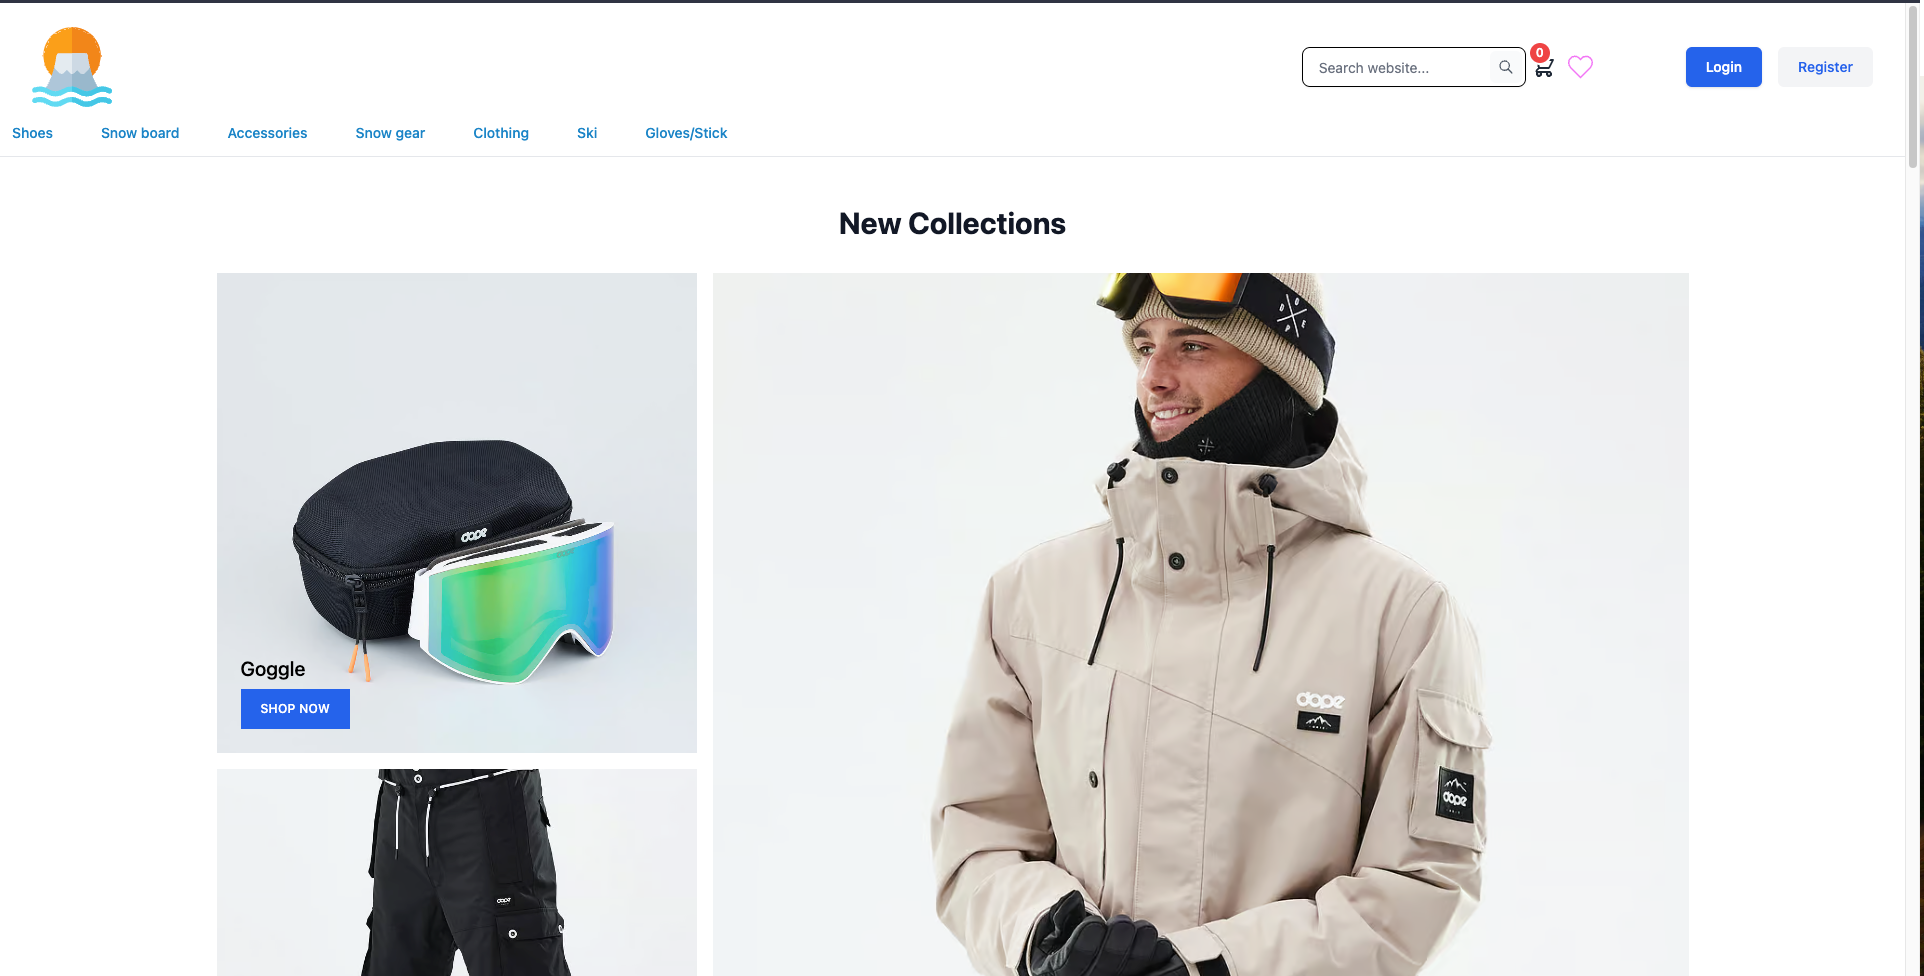 Search website...
0
Login
Register
Shoes
Snow board
Accessories
Snow gear
Clothing
Ski
Gloves/Stick
New Collections
dope
Goggle
SHOP NOW
DOPE
dope
dope
dope